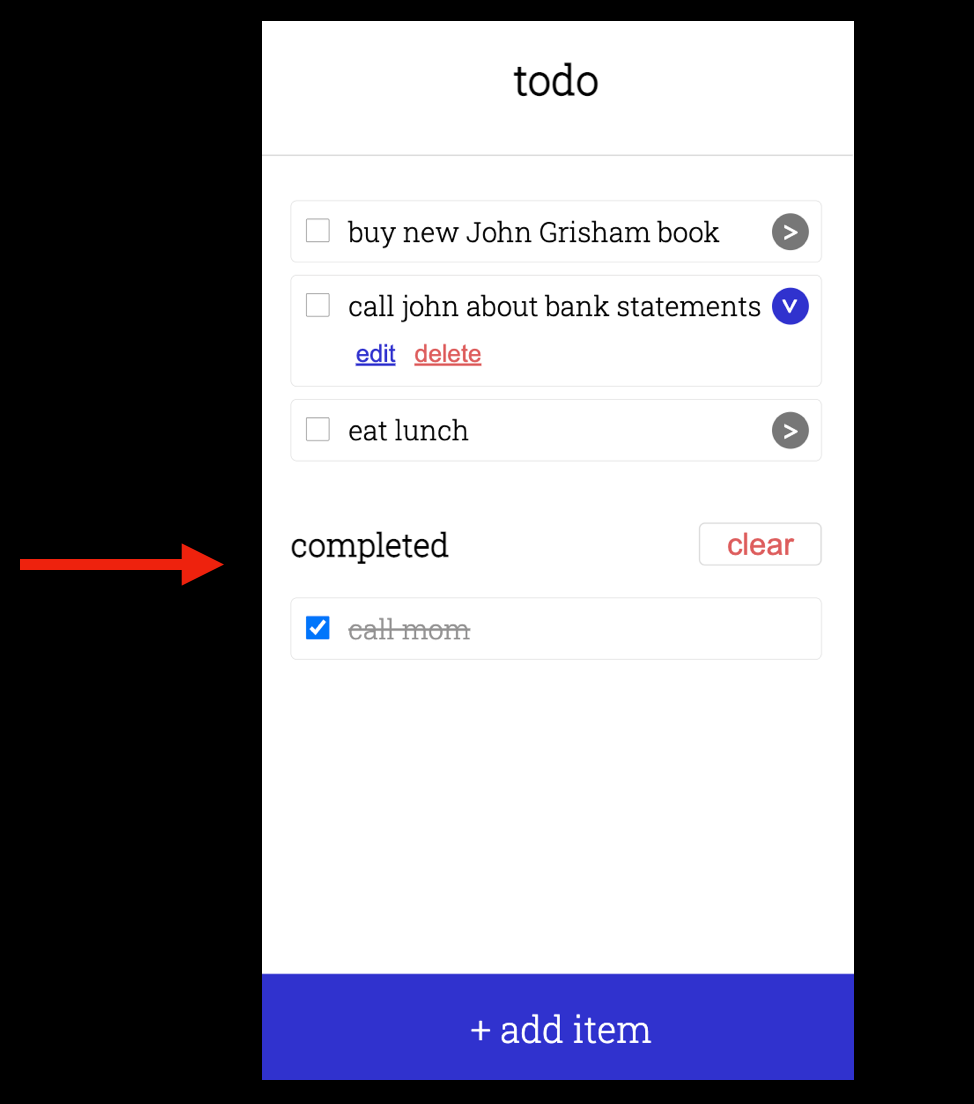 todo
buy new John Grisham book >
call john about bank statements v
edit delete
eat lunch >
completed clear
call mom
+ add item